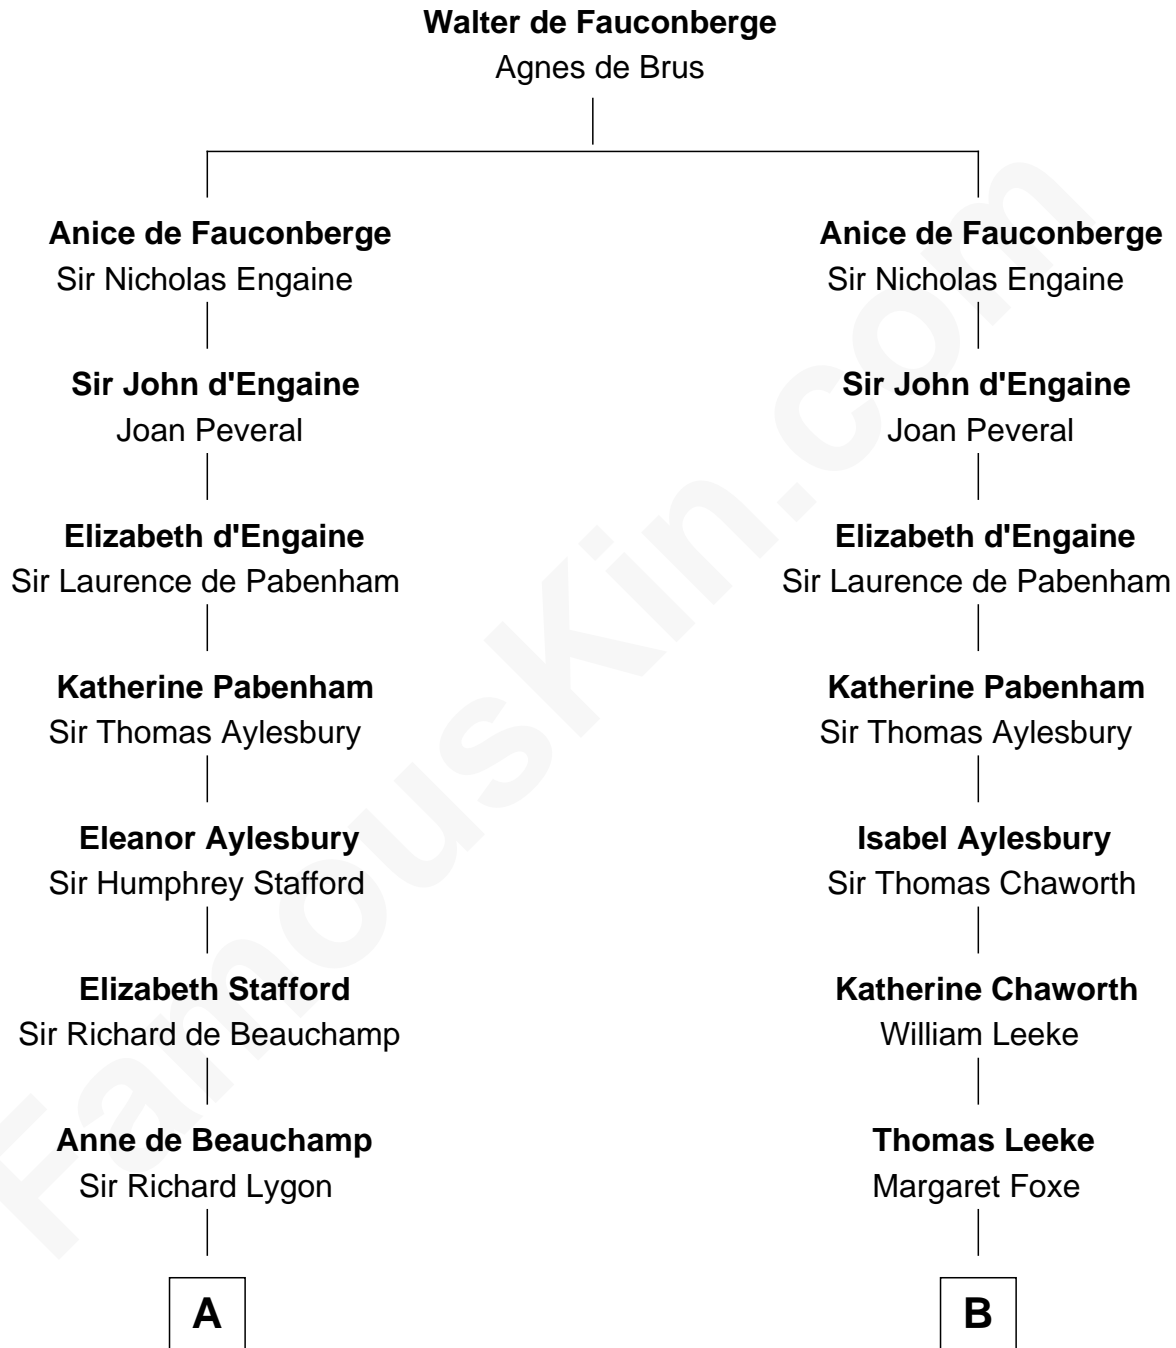 Walter de Fauconberge
Agnes de Brus
Anice de Fauconberge
Sir Nicholas Engaine
Sir John d'Engaine
Joan Peveral
Elizabeth d'Engaine
Sir Laurence de Pabenham
Katherine Pabenham
Sir Thomas Aylesbury
Eleanor Aylesbury
Sir Humphrey Stafford
Elizabeth Stafford
Sir Richard de Beauchamp
Anne de Beauchamp
Sir Richard Lygon
A
Anice de Fauconberge
Sir Nicholas Engaine
Sir John d'Engaine
Joan Peveral
Elizabeth d'Engaine
Sir Laurence de Pabenham
Katherine Pabenham
Sir Thomas Aylesbury
Isabel Aylesbury
Sir Thomas Chaworth
Katherine Chaworth
William Leeke
Thomas Leeke
Margaret Foxe
B
FamousKin.com